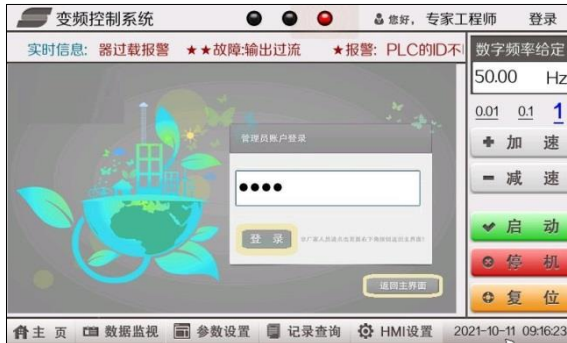 变频控制系统
您好， 专家工程师
登录
实时信息: 器过载报警 ★★故障:输出过流 ★报警: PLC的ID不
数字频率给定
50.00 Hz
0.01 0.1 1
加 速
减 速
启 动
停 机
复 位
管理员账户登录
●●●●
登 录
返回主界面
主 页 数据监视 参数设置 记录查询 HMI设置 2021-10-11 09:16:23